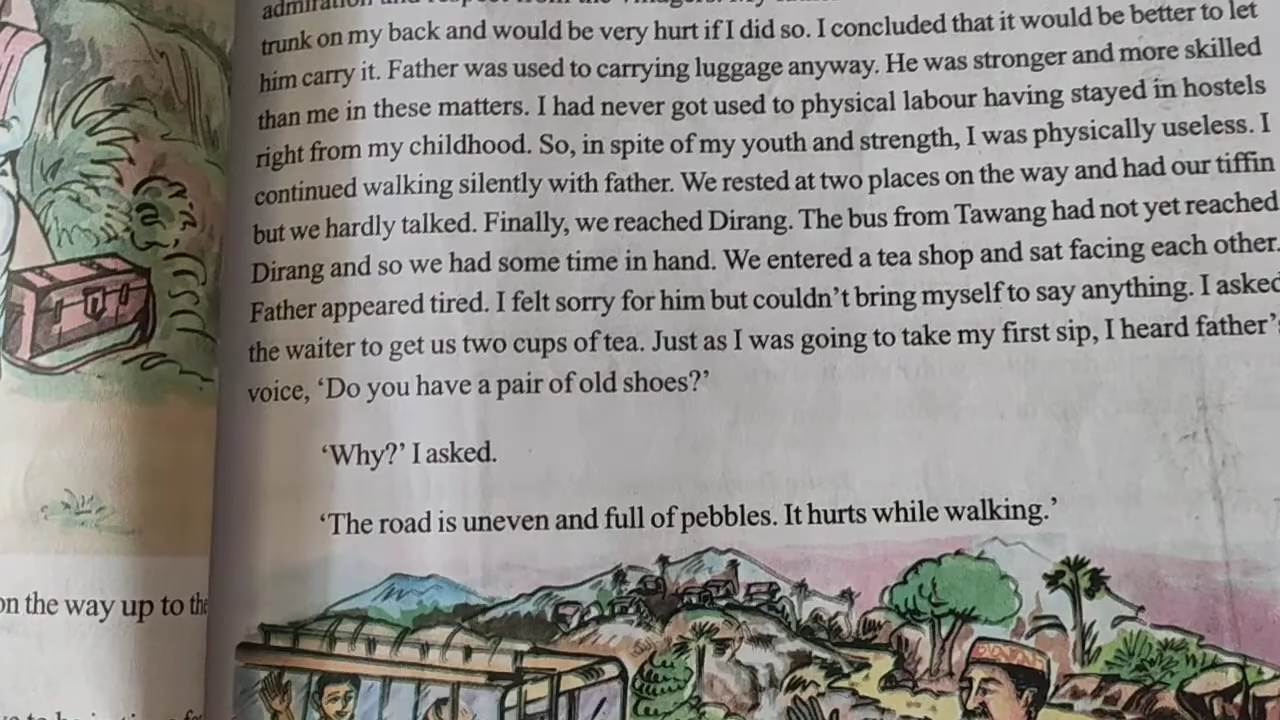 trunk on my back and would be very hurt if I did so. I concluded that it would be better to let
him carry it. Father was used to carrying luggage anyway. He was stronger and more skilled
than me in these matters. I had never got used to physical labour having stayed in hostels
right from my childhood. So, in spite of my youth and strength, I was physically useless. I
continued walking silently with father. We rested at two places on the way and had our tiffin
but we hardly talked. Finally, we reached Dirang. The bus from Tawang had not yet reached
Dirang and so we had some time in hand. We entered a tea shop and sat facing each other.
Father appeared tired. I felt sorry for him but couldn't bring myself to say anything. I asked
the waiter to get us two cups of tea. Just as I was going to take my first sip, I heard father'
voice, ‘Do you have a pair of old shoes?’
‘Why?’ I asked.
‘The road is uneven and full of pebbles. It hurts while walking.’
on the way up to the